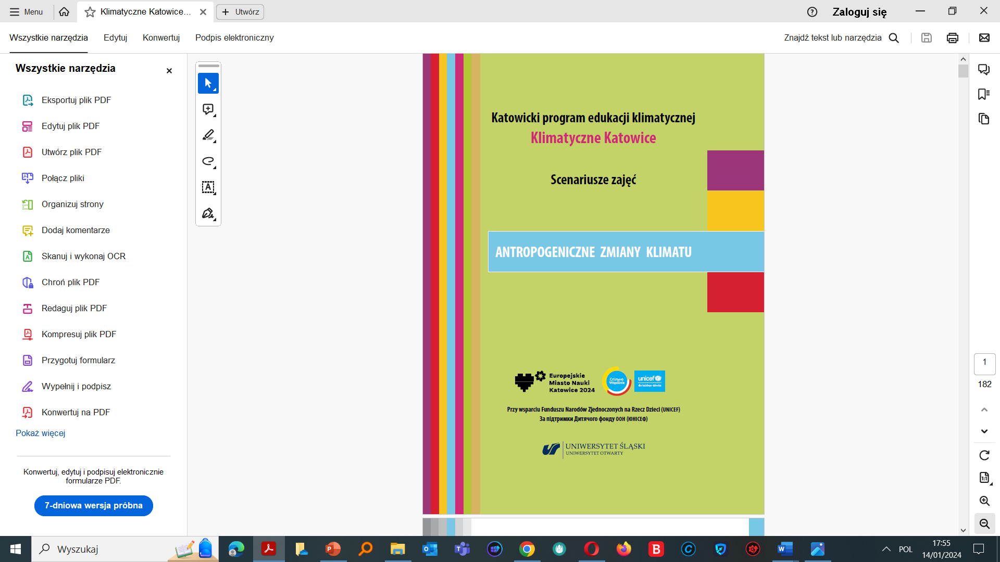 Menu
Klimatyczne Katowice...
Utwórz
Zaloguj się
Wszystkie narzędzia
Edytuj
Konwertuj
Podpis elektroniczny
Znajdź tekst lub narzędzia
Wszystkie narzędzia
Eksportuj plik PDF
Edytuj plik PDF
Utwórz plik PDF
Połącz pliki
Organizuj strony
Dodaj komentarze
Skanuj i wykonaj OCR
Chroń plik PDF
Redaguj plik PDF
Kompresuj plik PDF
Przygotuj formularz
Wypełnij i podpisz
Konwertuj na PDF
Pokaż więcej
Konwertuj, edytuj i podpisuj elektronicznie
formularze PDF.
7-dniowa wersja próbna
Katowicki program edukacji klimatycznej
Klimatyczne Katowice
Scenariusze zajęć
ANTROPOGENICZNE ZMIANY KLIMATU
Europejskie
Miasto Nauki
Katowice 2024
Спільно
Wspólnie
unicef
dla każdego dziecka
Przy wsparciu Funduszu Narodów Zjednoczonych na Rzecz Dzieci (UNICEF)
За підтримки Дитячого фонду ООН (ЮНІСЕФ)
UNIWERSYTET ŚLĄSKI
UNIWERSYTET OTWARTY
1
182
Wyszukaj
POL
17:55
14/01/2024